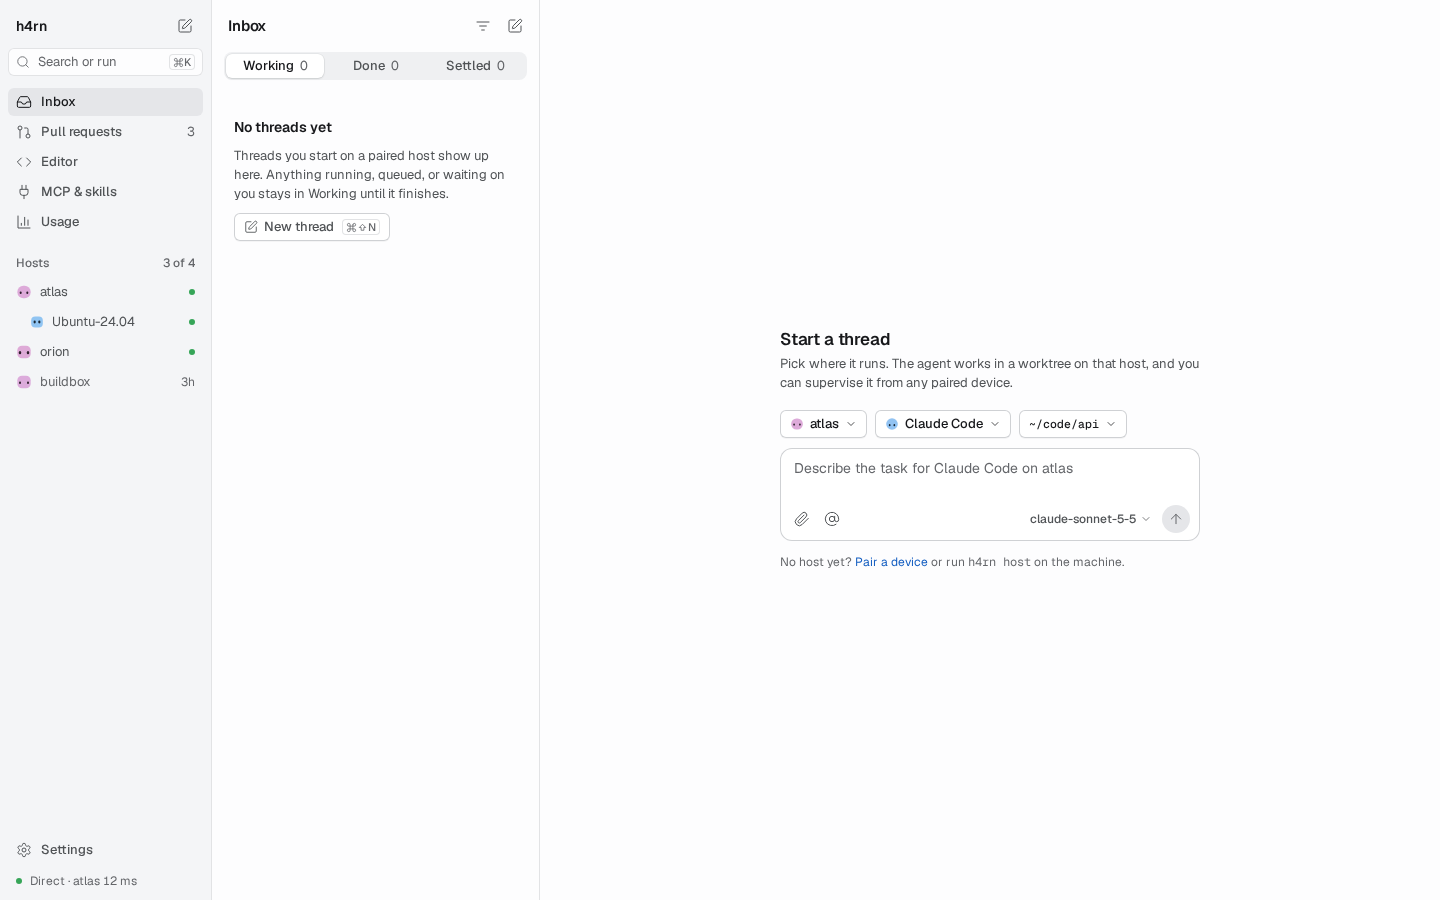 h4rn
Search or run ⌘K
Inbox
Pull requests 3
Editor
MCP & skills
Usage
Hosts 3 of 4
atlas
Ubuntu-24.04
orion
buildbox 3h
Settings
Direct · atlas 12 ms
Inbox
Working 0 Done 0 Settled 0
No threads yet
Threads you start on a paired host show up
here. Anything running, queued, or waiting on
you stays in Working until it finishes.
New thread ⌘⇧N
Start a thread
Pick where it runs. The agent works in a worktree on that host, and you
can supervise it from any paired device.
atlas Claude Code ~/code/api
Describe the task for Claude Code on atlas
claude-sonnet-5-5
No host yet? Pair a device or run h4rn host on the machine.